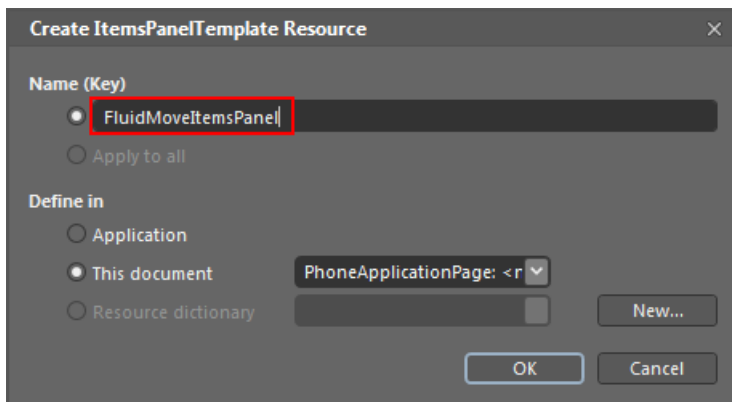 Create ItemsPanelTemplate Resource
Name (Key)
FluidMoveItemsPanel
Apply to all
Define in
Application
This document PhoneApplicationPage: <r
Resource dictionary New...
OK Cancel